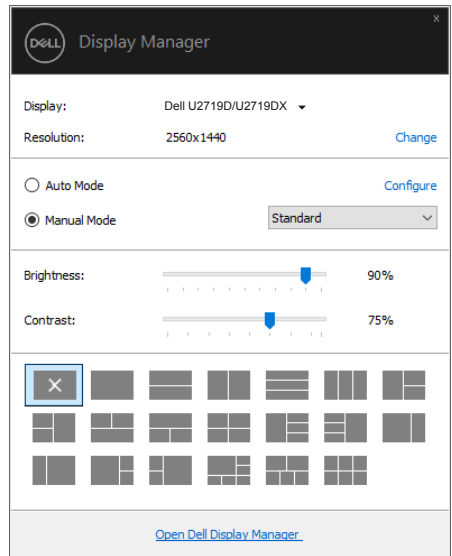 x
DELL Display Manager
Display: Dell U2719D/U2719DX
Resolution: 2560x1440 Change
Auto Mode Configure
Manual Mode Standard
Brightness: 90%
Contrast: 75%
Open Dell Display Manager